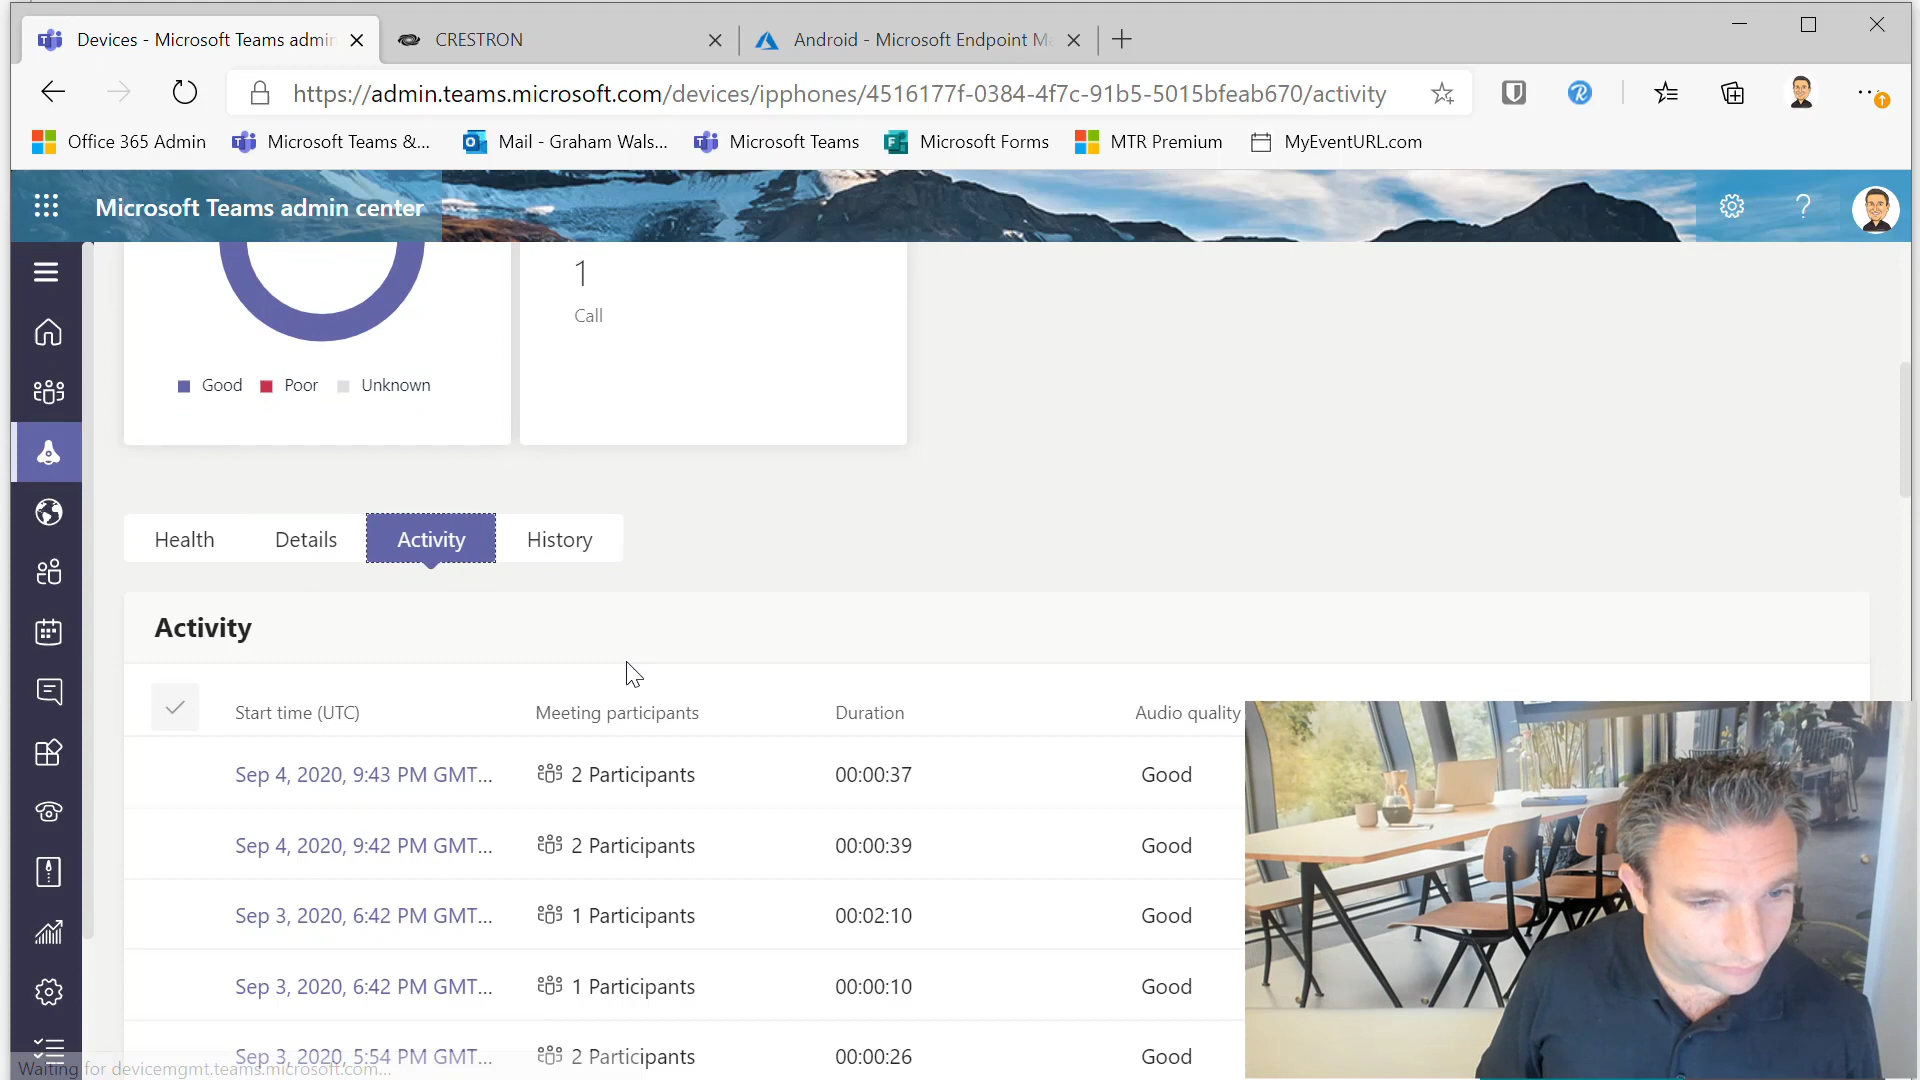 Devices - Microsoft Teams admin
CRESTRON
Android - Microsoft Endpoint Ma
https://admin.teams.microsoft.com/devices/ipphones/4516177f-0384-4f7c-91b5-5015bfeab670/activity
Office 365 Admin
Microsoft Teams &...
Mail - Graham Wals...
Microsoft Teams
Microsoft Forms
MTR Premium
MyEventURL.com
Microsoft Teams admin center
?
1
Call
Good
Poor
Unknown
Health
Details
Activity
History
Activity
Start time (UTC)
Meeting participants
Duration
Audio quality
Sep 4, 2020, 9:43 PM GMT...
2 Participants
00:00:37
Good
Sep 4, 2020, 9:42 PM GMT...
2 Participants
00:00:39
Good
Sep 3, 2020, 6:42 PM GMT...
1 Participants
00:02:10
Good
Sep 3, 2020, 6:42 PM GMT...
1 Participants
00:00:10
Good
Sep 3, 2020, 5:54 PM GMT...
2 Participants
00:00:26
Good
Waiting for devicemgmt.teams.microsoft.com...